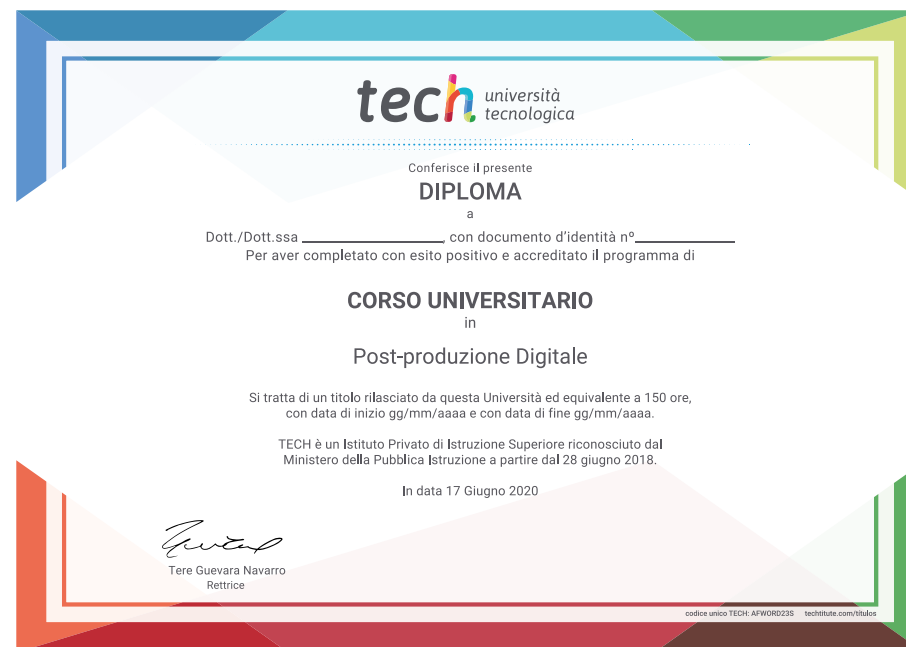 tech università
tecnologica
Conferisce il presente
DIPLOMA
a
Dott./Dott.ssa ______________, con documento d'identità nº__________
Per aver completato con esito positivo e accreditato il programma di
CORSO UNIVERSITARIO
in
Post-produzione Digitale
Si tratta di un titolo rilasciato da questa Università ed equivalente a 150 ore,
con data di inizio gg/mm/aaaa e con data di fine gg/mm/aaaa.
TECH è un Istituto Privato di Istruzione Superiore riconosciuto dal
Ministero della Pubblica Istruzione a partire dal 28 giugno 2018.
In data 17 Giugno 2020
Tere Guevara Navarro
Rettrice
codice unico TECH: AFWORD23S techtitute.com/titulos